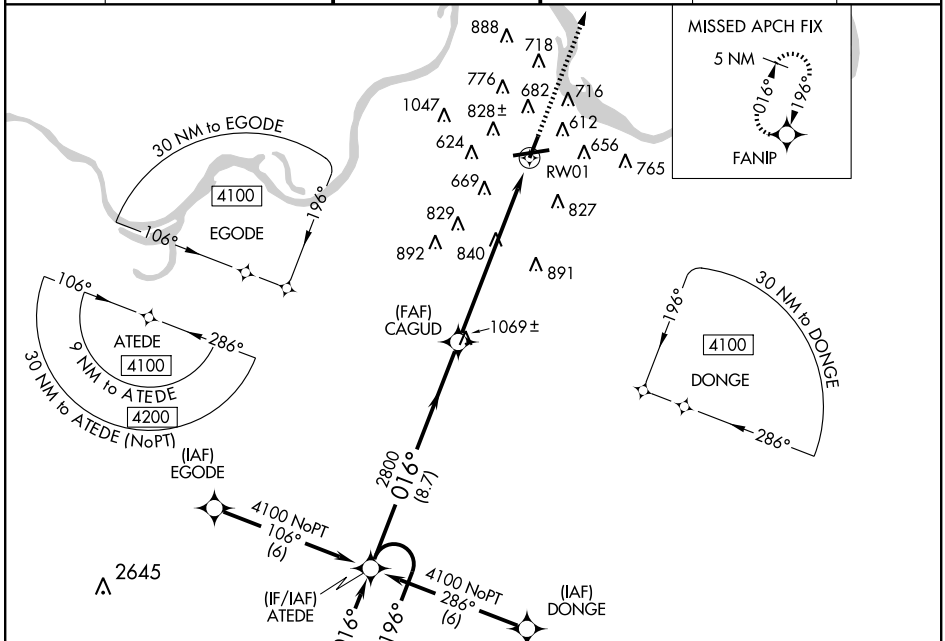 888
718
MISSED APCH FIX
5 NM
016°
196°
FANIP
776
682
716
1047
828±
612
624
656
765
RW01
669
827
829
892
840
891
30 NM to EGODE
4100
196°
106°
EGODE
106°
ATEDE
286°
4100
9 NM to ATEDE
4200
30 NM to ATEDE (NoPT)
(FAF)
CAGUD
1069±
30 NM to DONGE
196°
4100
DONGE
286°
(IAF)
EGODE
2800
016°
(8.7)
4100 NoPT
106°
(6)
2645
(IF/IAF)
ATEDE
4100 NoPT
286°
(6)
(IAF)
DONGE
016°
196°